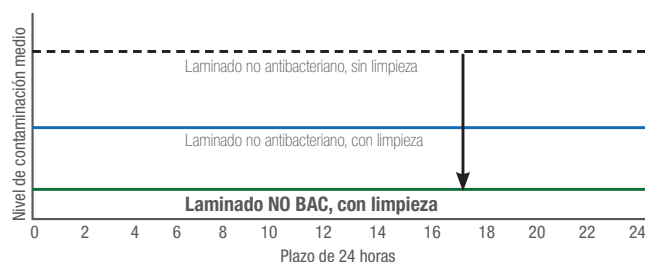 Nivel de contaminación medio
Laminado no antibacteriano, sin limpieza
Laminado no antibacteriano, con limpieza
Laminado NO BAC, con limpieza
0 2 4 6 8 10 12 14 16 18 20 22 24
Plazo de 24 horas